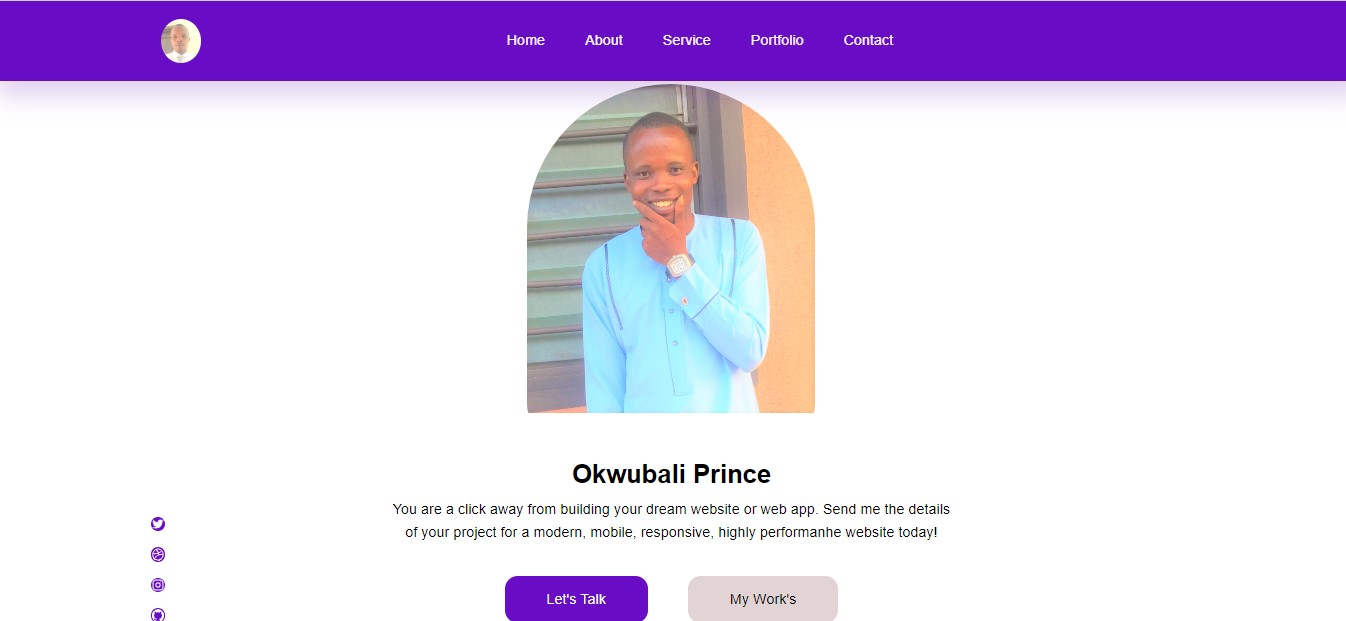 Home About Service Portfolio Contact
Okwubali Prince
You are a click away from building your dream website or web app. Send me the details
of your project for a modern, mobile, responsive, highly performanhe website today!
Let's Talk My Work's